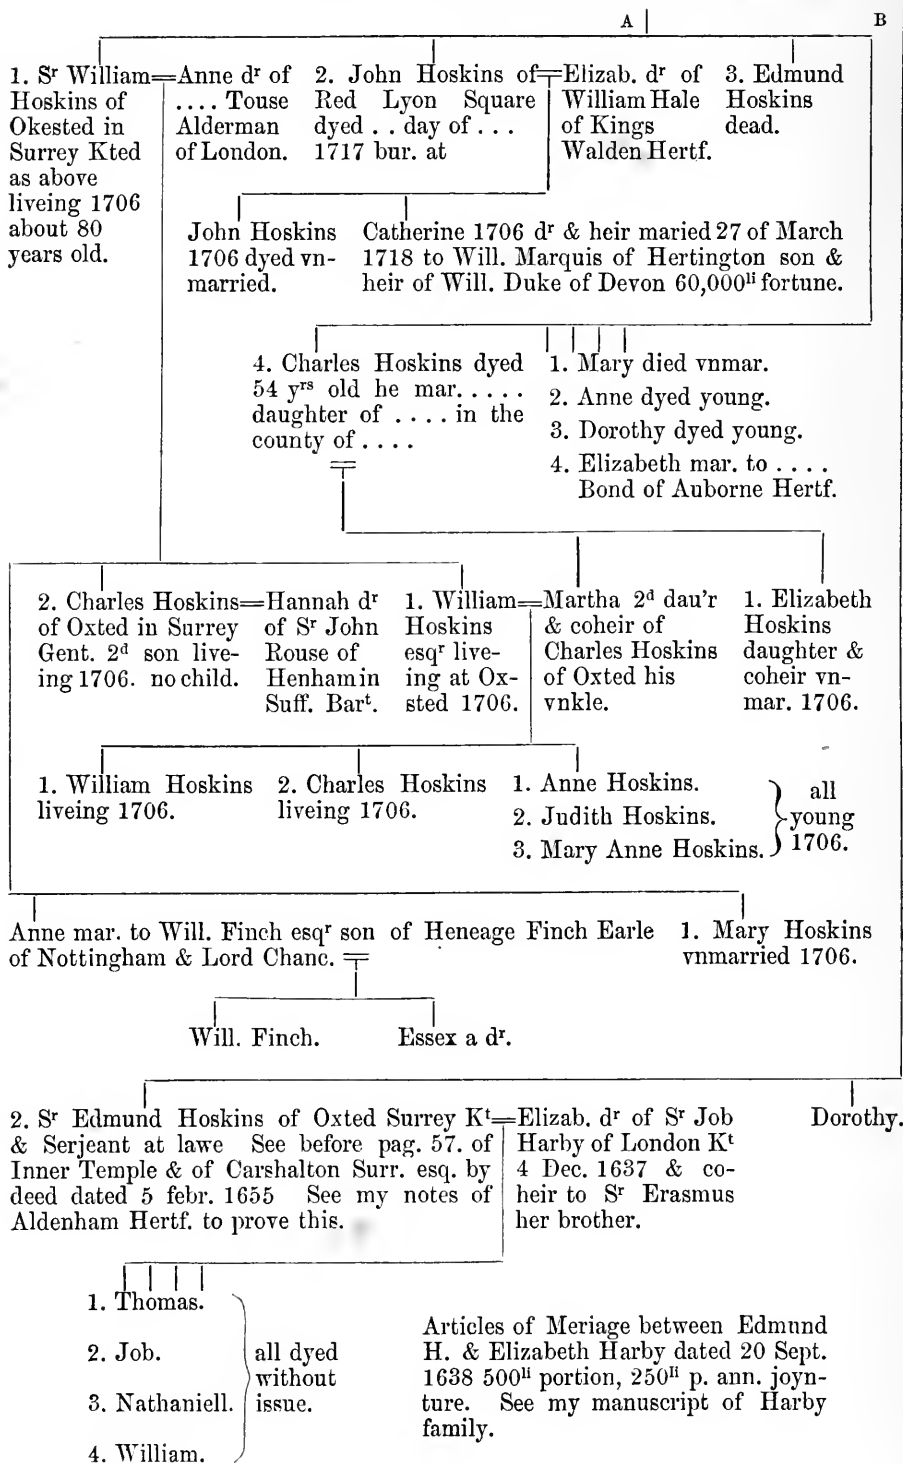 A B
1. Sʳ William=Anne dʳ of 2. John Hoskins of=Elizab. dʳ of 3. Edmund
Hoskins of .... Touse Red Lyon Square William Hale Hoskins
Okested in Alderman dyed . . day of . . . of Kings dead.
Surrey Kted of London. 1717 bur. at Walden Hertf.
as above
liveing 1706
about 80
years old.
John Hoskins Catherine 1706 dʳ & heir maried 27 of March
1706 dyed vn- 1718 to Will. Marquis of Hertington son &
married. heir of Will. Duke of Devon 60,000ˡⁱ fortune.
4. Charles Hoskins dyed 1. Mary died vnmar.
54 yʳˢ old he mar. . . . . 2. Anne dyed young.
daughter of . . . . in the 3. Dorothy dyed young.
county of . . . . 4. Elizabeth mar. to . . . .
Bond of Auborne Hertf.
2. Charles Hoskins=Hannah dʳ 1. William=Martha 2ᵈ dau'r 1. Elizabeth
of Oxted in Surrey of Sʳ John Hoskins & coheir of Hoskins
Gent. 2ᵈ son live- Rouse of esqʳ live- Charles Hoskins daughter &
ing 1706. no child. Henham in ing at Ox- of Oxted his coheir vn-
Suff. Barᵗ. sted 1706. vnkle. mar. 1706.
1. William Hoskins 2. Charles Hoskins 1. Anne Hoskins. all
liveing 1706. liveing 1706. 2. Judith Hoskins. young
3. Mary Anne Hoskins. 1706.
Anne mar. to Will. Finch esqʳ son of Heneage Finch Earle 1. Mary Hoskins
of Nottingham & Lord Chanc. vnmarried 1706.
Will. Finch. Essex a dʳ.
2. Sʳ Edmund Hoskins of Oxted Surrey Kᵗ=Elizab. dʳ of Sʳ Job Dorothy.
& Serjeant at lawe See before pag. 57. of Harby of London Kᵗ
Inner Temple & of Carshalton Surr. esq. by 4 Dec. 1637 & co-
deed dated 5 febr. 1655 See my notes of heir to Sʳ Erasmus
Aldenham Hertf. to prove this. her brother.
1. Thomas.
2. Job. all dyed
without
3. Nathaniell. issue.
4. William.
Articles of Meriage between Edmund
H. & Elizabeth Harby dated 20 Sept.
1638 500ˡⁱ portion, 250ˡⁱ p. ann. joyn-
ture. See my manuscript of Harby
family.